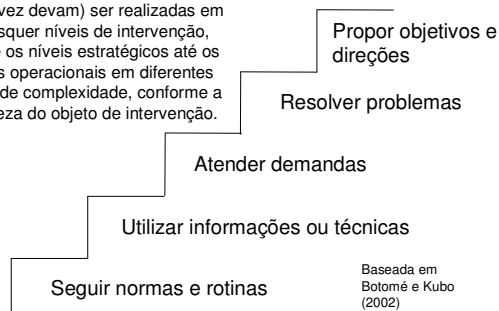 vez devam) ser realizadas em
squer níveis de intervenção,
os níveis estratégicos até os
s operacionais em diferentes
de complexidade, conforme a
eza do objeto de intervenção.
Propor objetivos e
direções
Resolver problemas
Atender demandas
Utilizar informações ou técnicas
Seguir normas e rotinas
Baseada em
Botomé e Kubo
(2002)